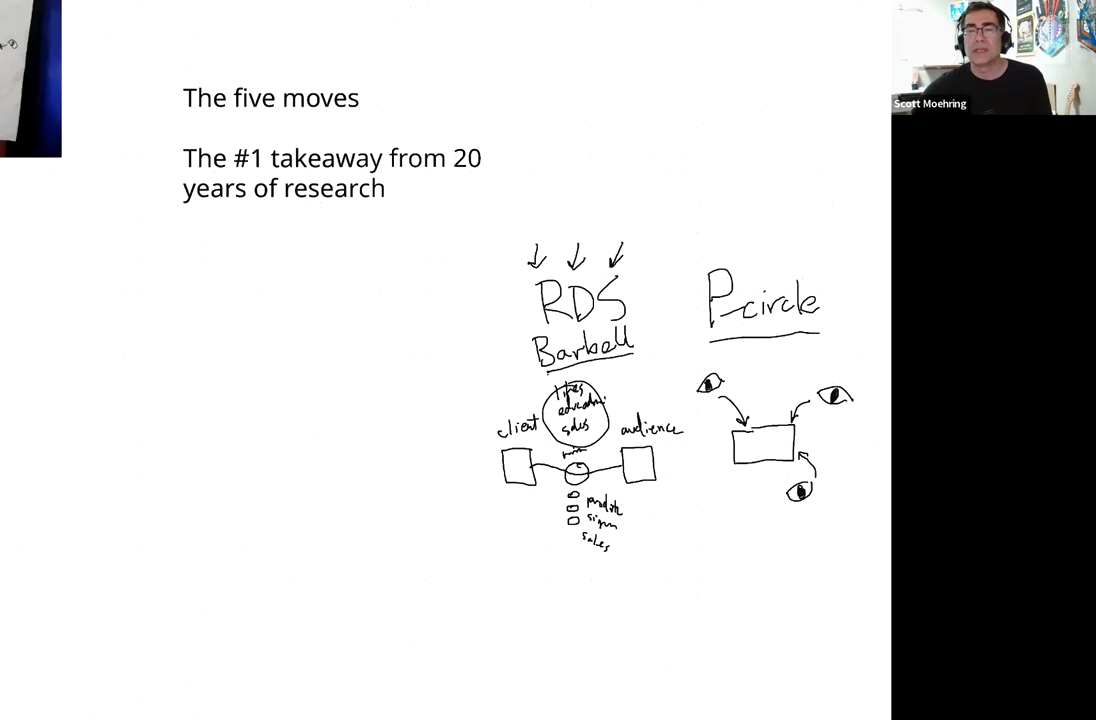 The five moves
The #1 takeaway from 20
years of research
Scott Moehring
RDS
Barbell
P-circle
client
audience
likes
sales
sales